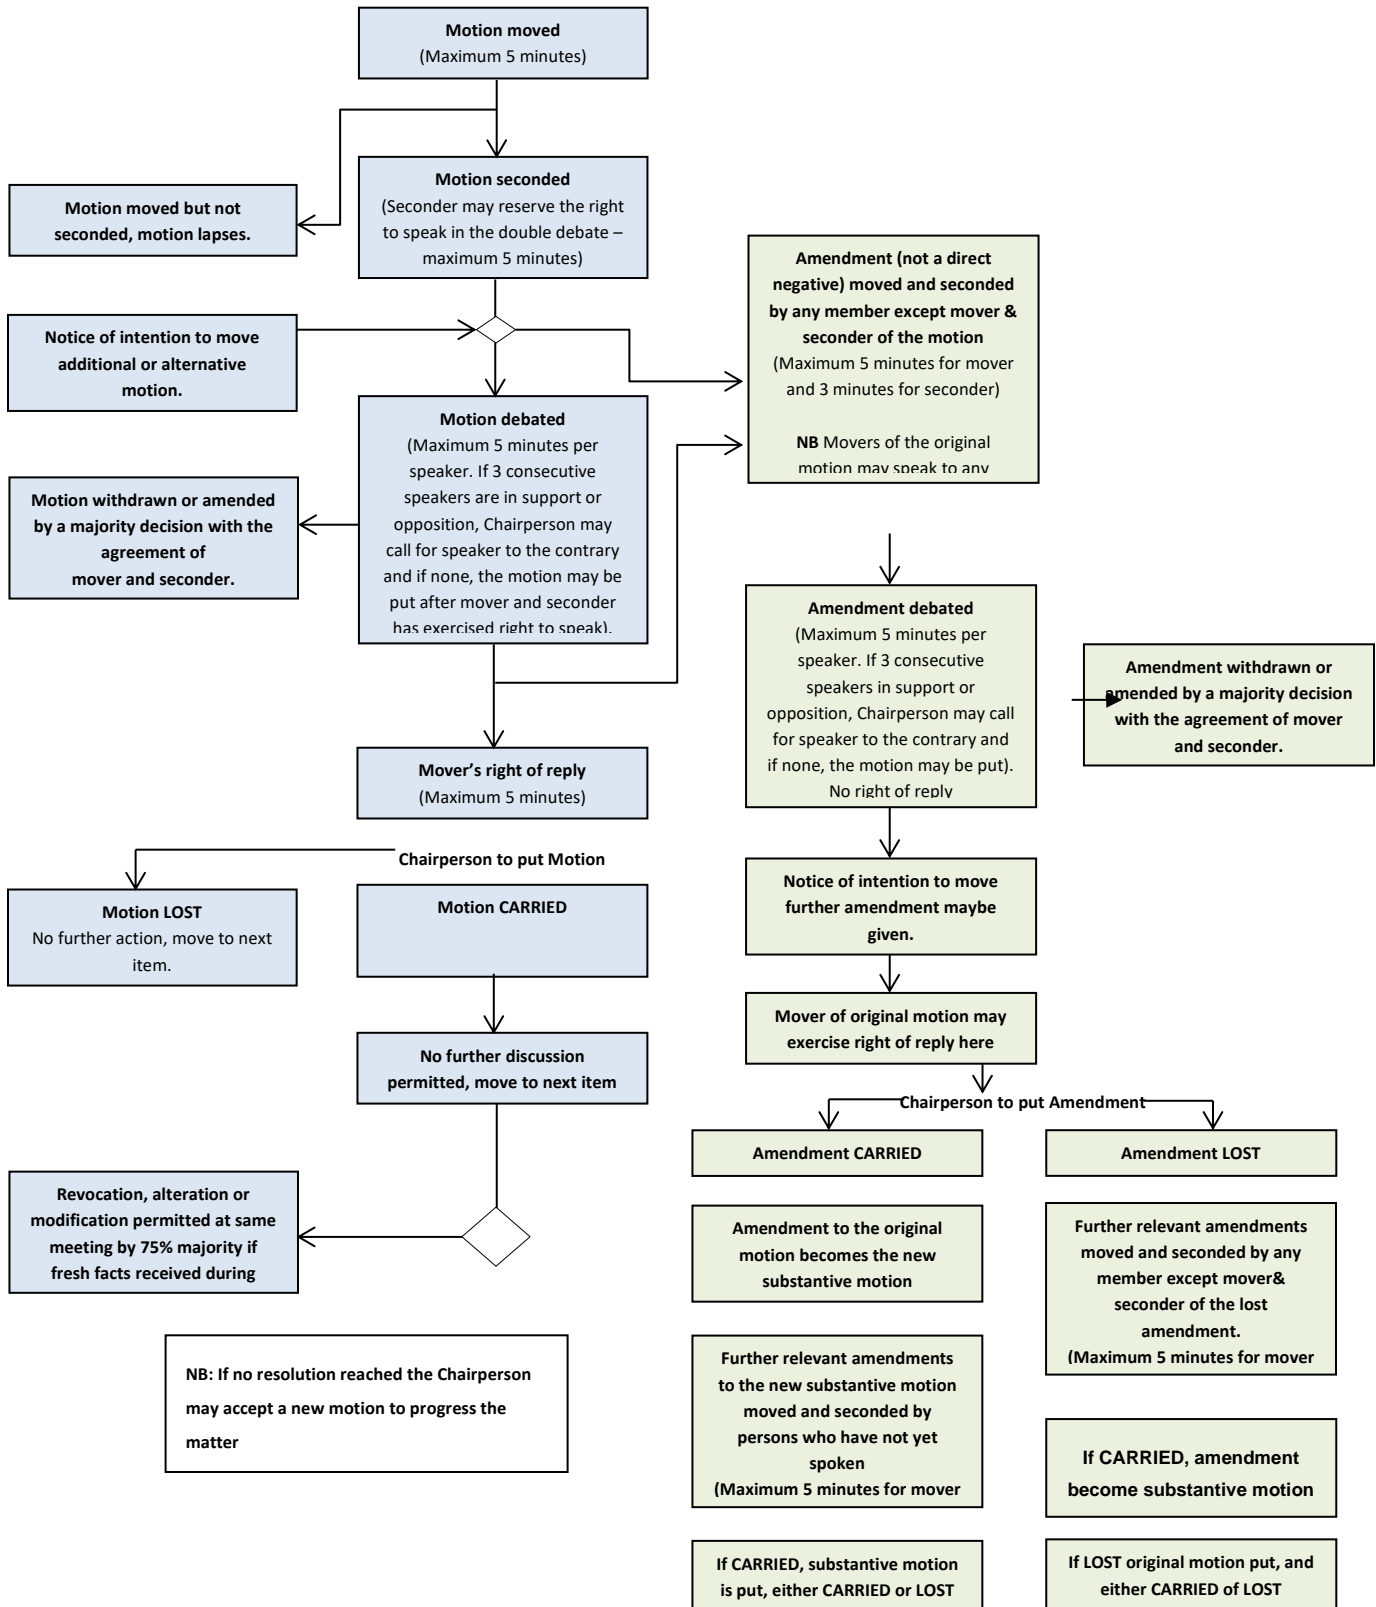 Motion moved
(Maximum 5 minutes)
Motion seconded
(Seconder may reserve the right
to speak in the double debate –
maximum 5 minutes)
Motion moved but not
seconded, motion lapses.
Notice of intention to move
additional or alternative
motion.
Motion debated
(Maximum 5 minutes per
speaker. If 3 consecutive
speakers are in support or
opposition, Chairperson may
call for speaker to the contrary
and if none, the motion may be
put after mover and seconder
has exercised right to speak).
Motion withdrawn or amended
by a majority decision with the
agreement of
mover and seconder.
Mover’s right of reply
(Maximum 5 minutes)
Chairperson to put Motion
Motion LOST
No further action, move to next
item.
Motion CARRIED
No further discussion
permitted, move to next item
Revocation, alteration or
modification permitted at same
meeting by 75% majority if
fresh facts received during
NB: If no resolution reached the Chairperson
may accept a new motion to progress the
matter
Amendment (not a direct
negative) moved and seconded
by any member except mover &
seconder of the motion
(Maximum 5 minutes for mover
and 3 minutes for seconder)
NB Movers of the original
motion may speak to any
Amendment debated
(Maximum 5 minutes per
speaker. If 3 consecutive
speakers in support or
opposition, Chairperson may call
for speaker to the contrary and
if none, the motion may be put).
No right of reply
Amendment withdrawn or
amended by a majority decision
with the agreement of mover
and seconder.
Notice of intention to move
further amendment maybe
given.
Mover of original motion may
exercise right of reply here
Chairperson to put Amendment
Amendment CARRIED
Amendment to the original
motion becomes the new
substantive motion
Further relevant amendments
to the new substantive motion
moved and seconded by
persons who have not yet
spoken
(Maximum 5 minutes for mover
If CARRIED, substantive motion
is put, either CARRIED or LOST
Amendment LOST
Further relevant amendments
moved and seconded by any
member except mover&
seconder of the lost
amendment.
(Maximum 5 minutes for mover
If CARRIED, amendment
become substantive motion
If LOST original motion put, and
either CARRIED of LOST